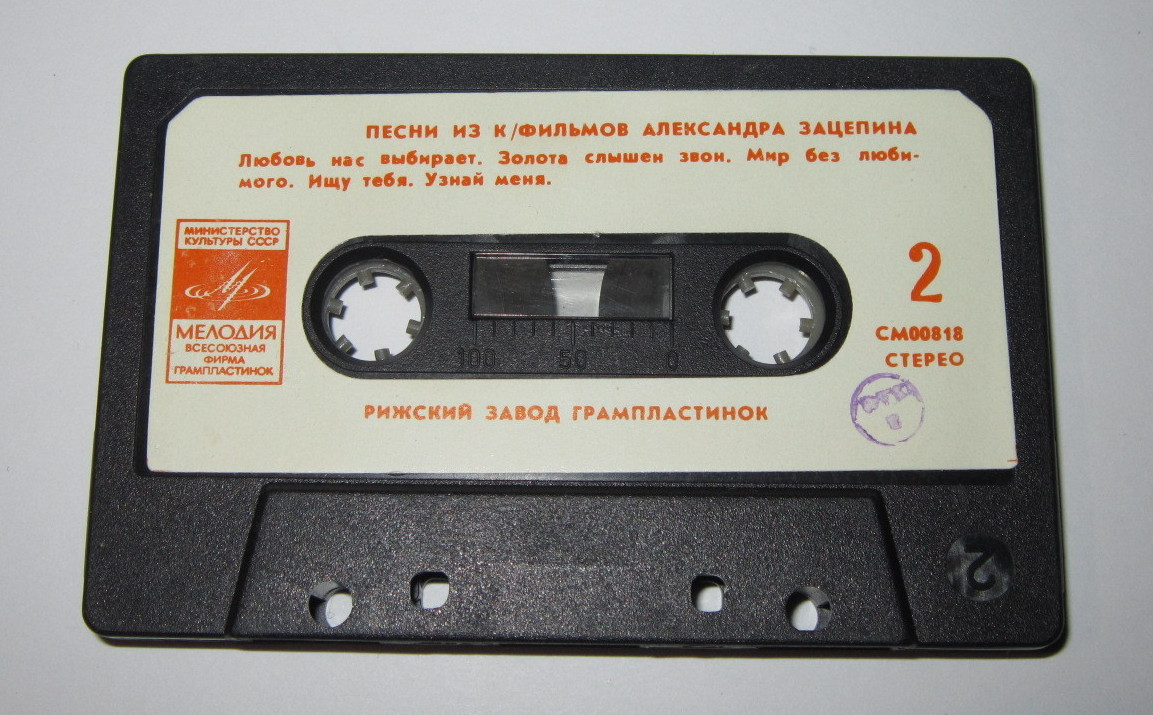 ПЕСНИ ИЗ К/ФИЛЬМОВ АЛЕКСАНДРА ЗАЦЕПИНА
Любовь нас выбирает. Золота слышен звон. Мир без люби-
мого. Ищу тебя. Узнай меня.
МИНИСТЕРСТВО
КУЛЬТУРЫ СССР
МЕЛОДИЯ
ВСЕСОЮЗНАЯ
ФИРМА
ГРАМПЛАСТИНОК
2
СМ00818
СТЕРЕО
100 50 0
РИЖСКИЙ ЗАВОД ГРАМПЛАСТИНОК
2